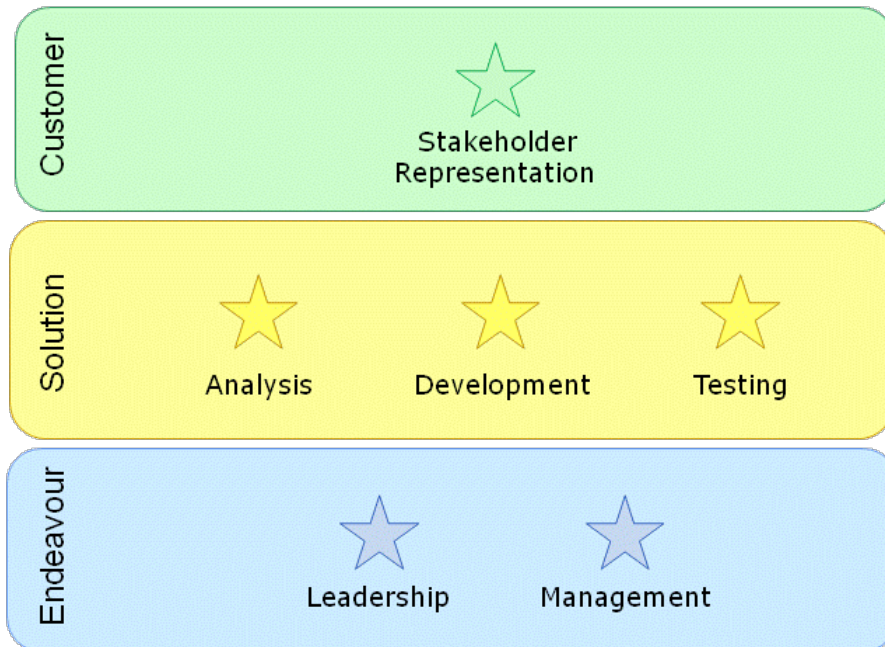 Customer
Stakeholder
Representation
Solution
Analysis
Development
Testing
Endeavour
Leadership
Management